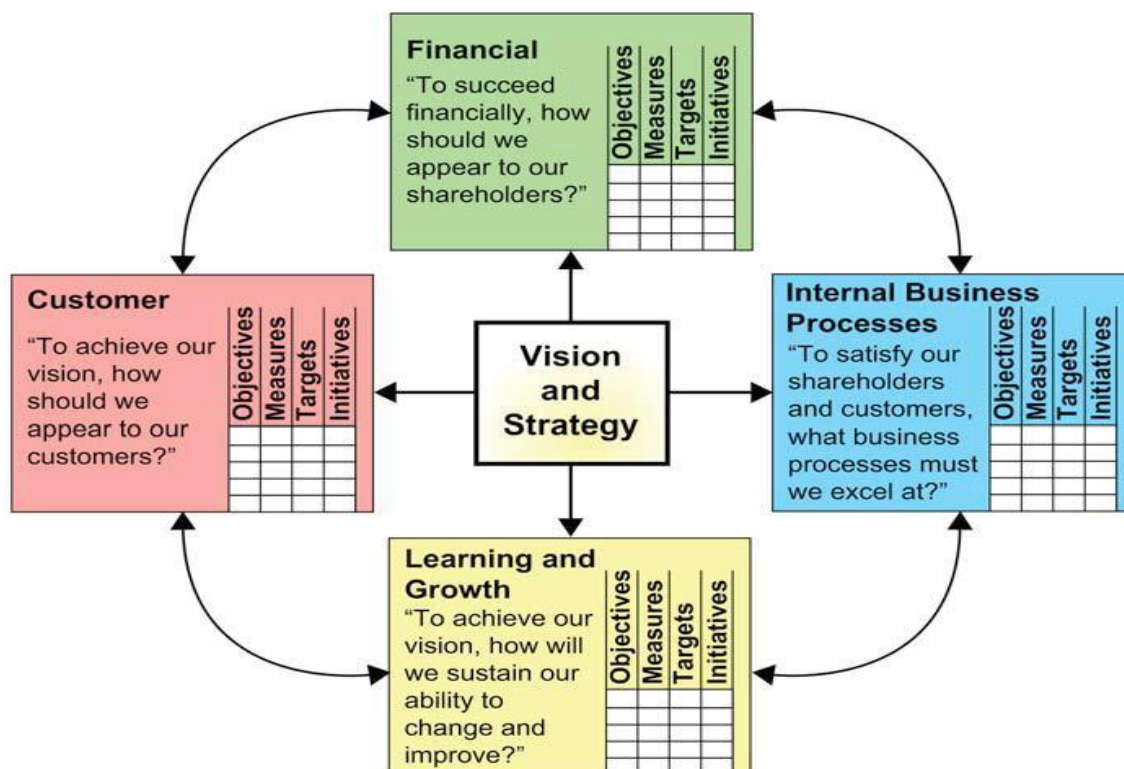 Financial
“To succeed
financially, how
should we
appear to our
shareholders?”
Objectives
Measures
Targets
Initiatives
Customer
“To achieve our
vision, how
should we
appear to our
customers?”
Objectives
Measures
Targets
Initiatives
Vision
and
Strategy
Internal Business
Processes
“To satisfy our
shareholders
and customers,
what business
processes must
we excel at?”
Objectives
Measures
Targets
Initiatives
Learning and
Growth
“To achieve our
vision, how will
we sustain our
ability to
change and
improve?”
Objectives
Measures
Targets
Initiatives